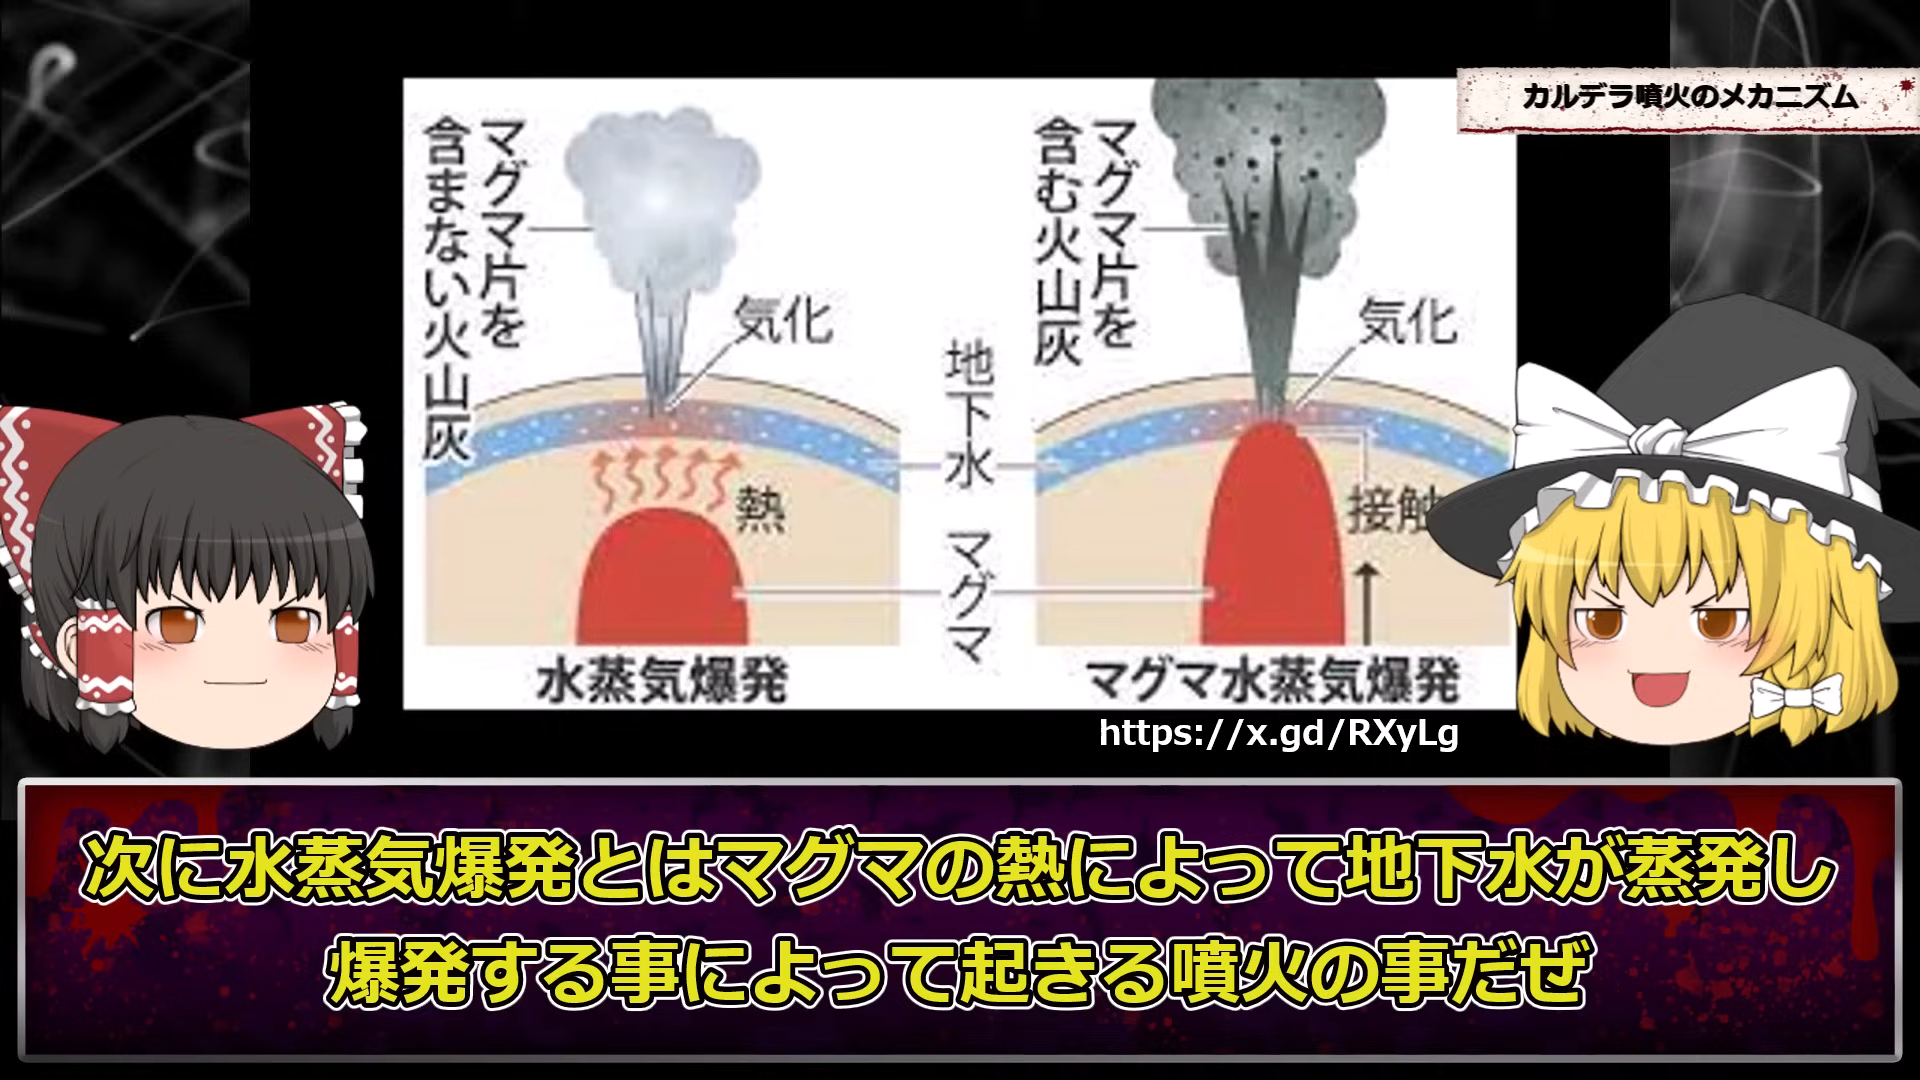 カルデラ噴火のメカニズム
マグマ片を
含まない火山灰
気化
熱
水蒸気爆発
地下水
マグマ
マグマ片を
含む火山灰
気化
接触
マグマ水蒸気爆発
https://x.gd/RXyLg
次に水蒸気爆発とはマグマの熱によって地下水が蒸発し
爆発する事によって起きる噴火の事だぜ